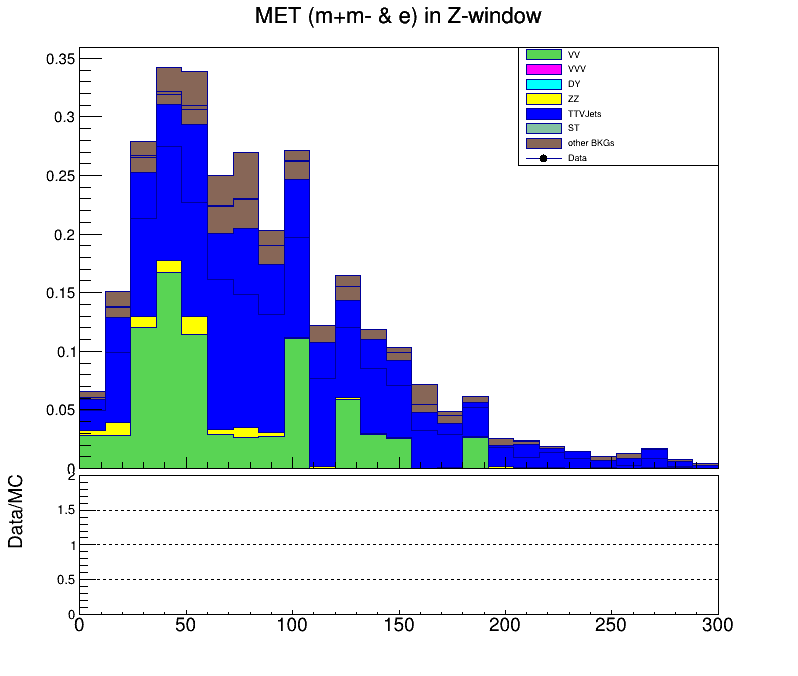 MET (m+m- & e) in Z-window
0.35
0.3
0.25
0.2
0.15
0.1
0.05
0
VV
VVV
DY
ZZ
TTVJets
ST
other BKGs
Data
Data/MC
2
1.5
1
0.5
0
0 50 100 150 200 250 300